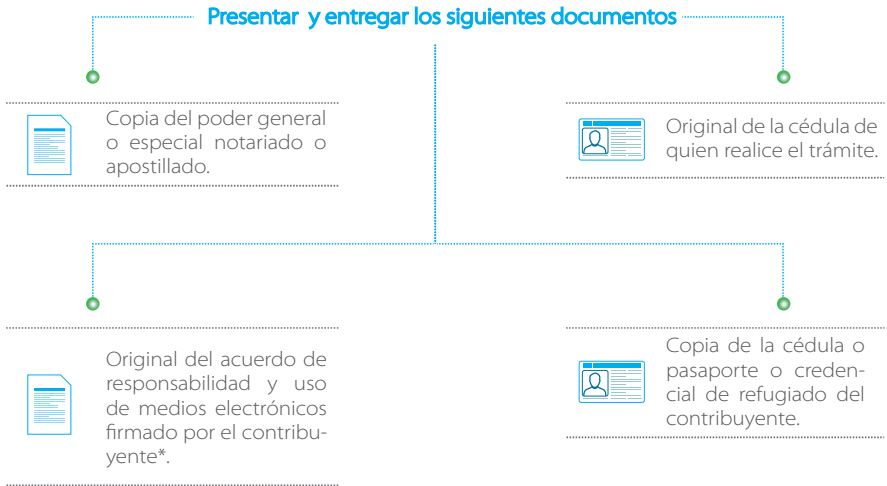 Presentar y entregar los siguientes documentos
Copia del poder general
o especial notariado o
apostillado.
Original de la cédula de
quien realice el trámite.
Original del acuerdo de
responsabilidad y uso
de medios electrónicos
firmado por el contribu-
yente*.
Copia de la cédula o
pasaporte o creden-
cial de refugiado del
contribuyente.